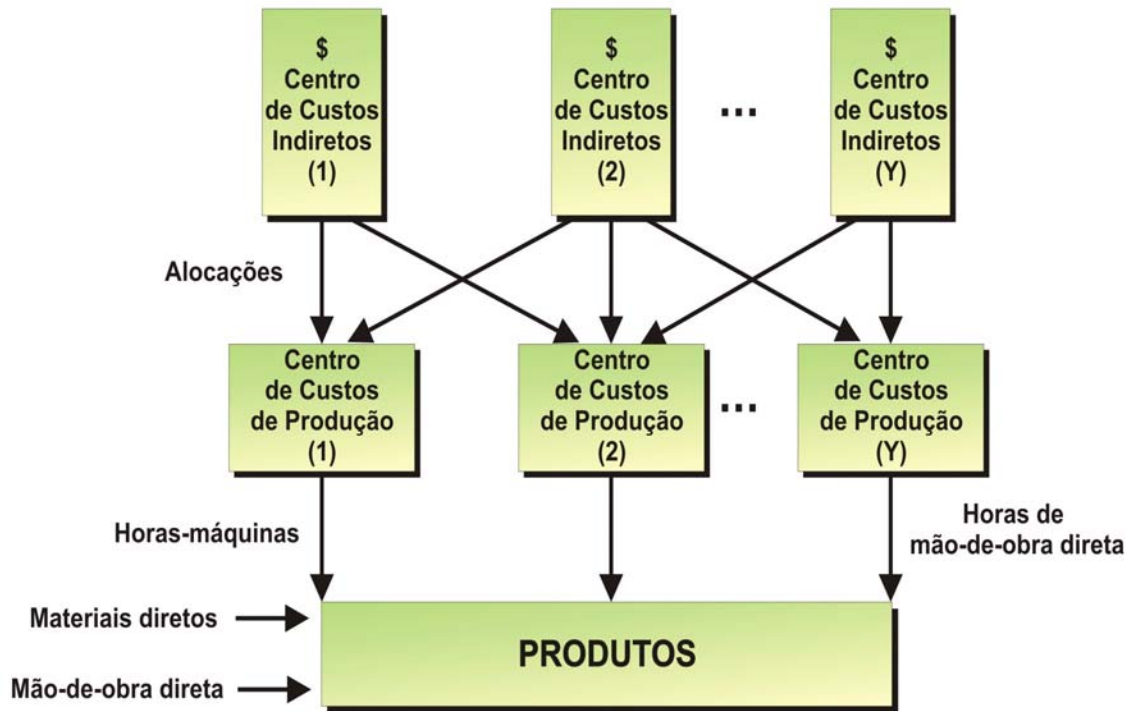 $
Centro
de Custos
Indiretos
(1)
$
Centro
de Custos
Indiretos
(2)
...
$
Centro
de Custos
Indiretos
(Y)
Alocações
Centro
de Custos
de Produção
(1)
Centro
de Custos
de Produção
(2)
...
Centro
de Custos
de Produção
(Y)
Horas-máquinas
Horas de
mão-de-obra direta
Materiais diretos
PRODUTOS
Mão-de-obra direta